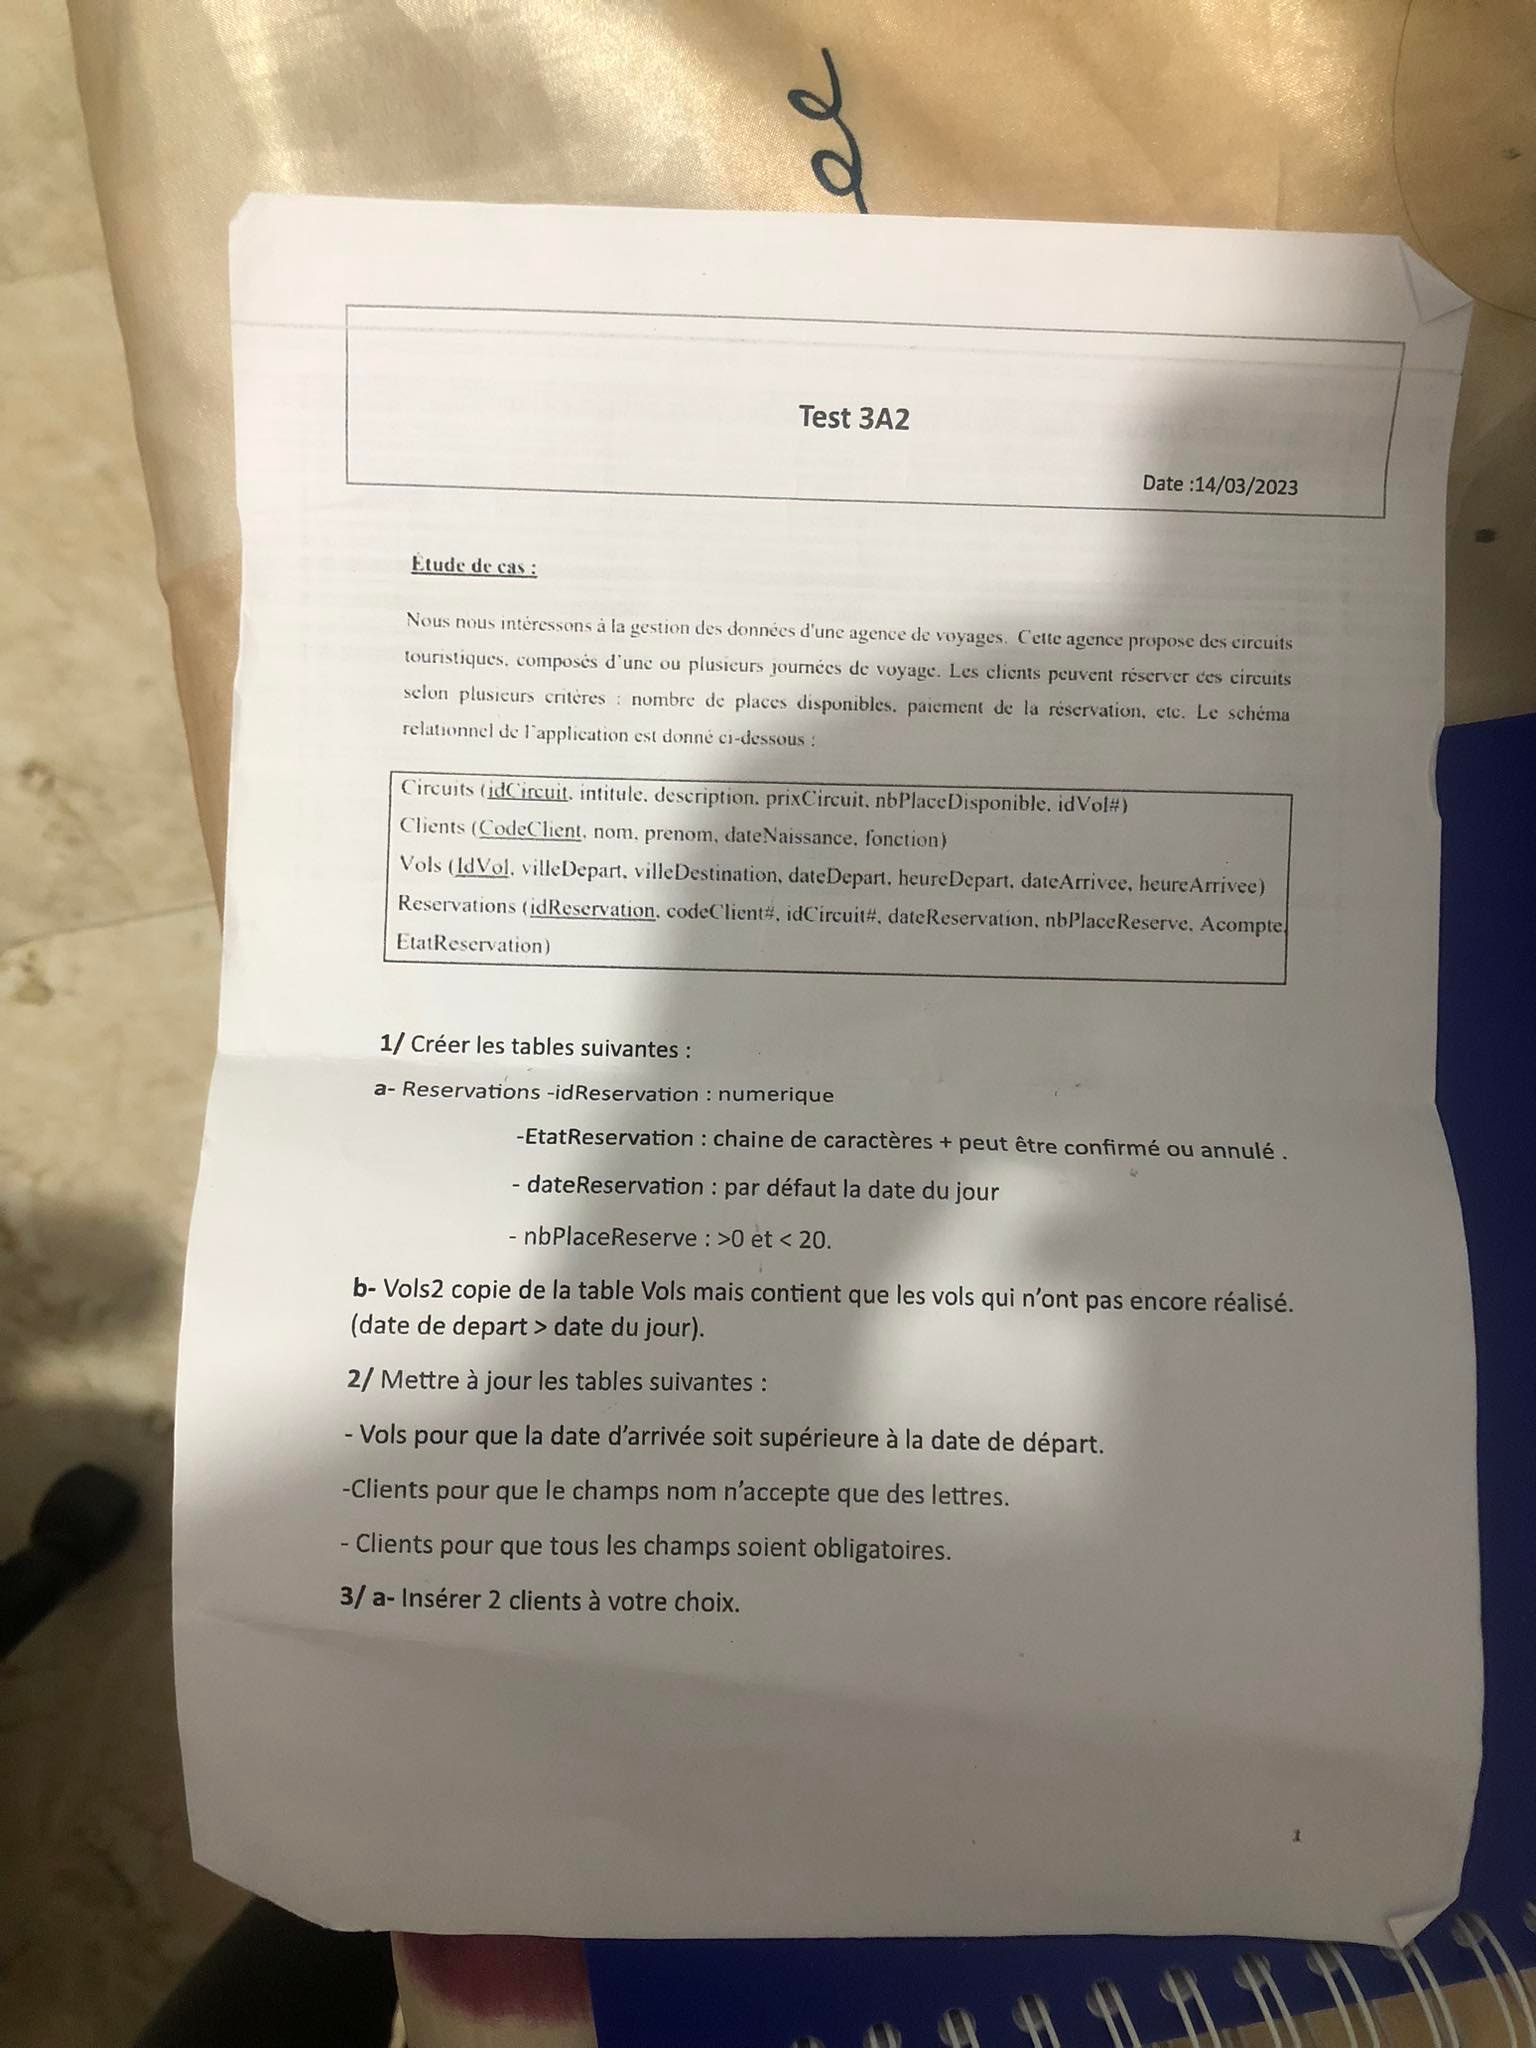 Test 3A2
Date :14/03/2023
Étude de cas :
Nous nous intéressons à la gestion des données d'une agence de voyages. Cette agence propose des circuits
touristiques, composés d'une ou plusieurs journées de voyage. Les clients peuvent réserver ces circuits
selon plusieurs critères : nombre de places disponibles, paiement de la réservation, etc. Le schéma
relationnel de l'application est donné ci-dessous :
Circuits (idCircuit, intitule, description, prixCircuit, nbPlaceDisponible, idVol#)
Clients (CodeClient, nom, prenom, dateNaissance, fonction)
Vols (IdVol, villeDepart, villeDestination, dateDepart, heureDepart, dateArrivee, heureArrivee)
Reservations (idReservation, codeClient#, idCircuit#, dateReservation, nbPlaceReserve, Acompte,
EtatReservation)
1/ Créer les tables suivantes :
a- Reservations -idReservation : numerique
-EtatReservation : chaine de caractères + peut être confirmé ou annulé .
- dateReservation : par défaut la date du jour
- nbPlaceReserve : >0 et < 20.
b- Vols2 copie de la table Vols mais contient que les vols qui n'ont pas encore réalisé.
(date de depart > date du jour).
2/ Mettre à jour les tables suivantes :
- Vols pour que la date d'arrivée soit supérieure à la date de départ.
-Clients pour que le champs nom n'accepte que des lettres.
- Clients pour que tous les champs soient obligatoires.
3/ a- Insérer 2 clients à votre choix.
1